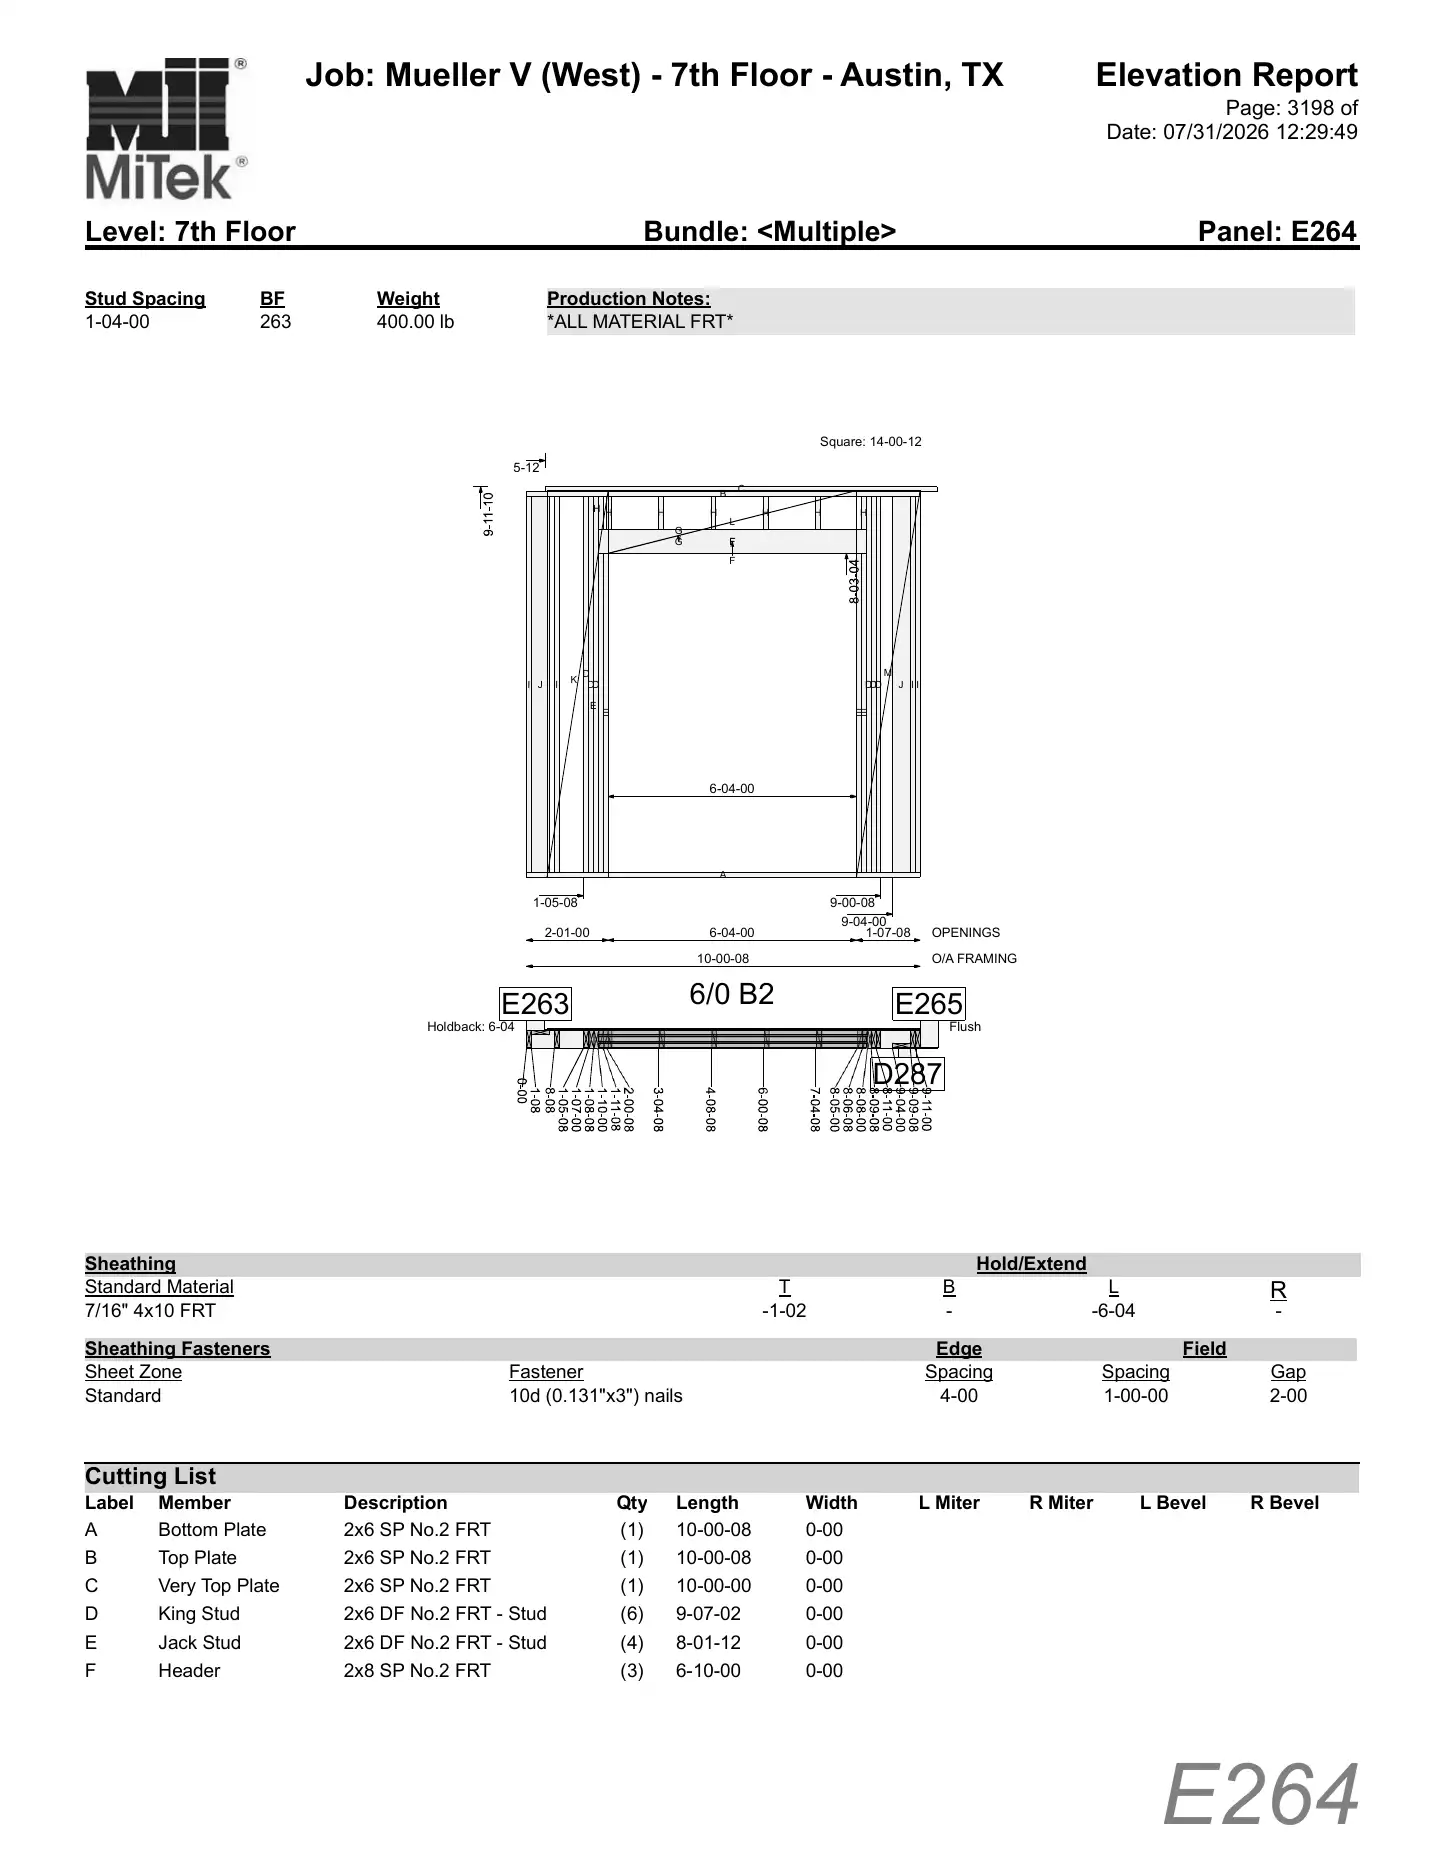 MiTek®
Job: Mueller V (West) - 7th Floor - Austin, TX
Elevation Report
Page: 3198 of
Date: 07/31/2026 12:29:49
Level: 7th Floor Bundle: <Multiple> Panel: E264
Stud Spacing BF Weight Production Notes:
1-04-00 263 400.00 lb *ALL MATERIAL FRT*
Square: 14-00-12
5-12
9-11-10
C
B
H
L
G
G
F
F
8-03-04
I J I K D E
M
J I I
6-04-00
A
1-05-08 9-00-08
9-04-00
2-01-00 6-04-00 1-07-08 OPENINGS
10-00-08 O/A FRAMING
E263 6/0 B2 E265
Holdback: 6-04 Flush
D287
0-00 1-08 8-08 1-05-08 1-07-00 1-08-08 1-10-00 1-11-08 2-00-08 3-04-08 4-08-08 6-00-08 7-04-08 8-05-00 8-06-08 8-08-00 8-09-08 8-11-00 9-04-00 9-09-08 9-11-00
Sheathing Hold/Extend
Standard Material T B L R
7/16" 4x10 FRT -1-02 - -6-04 -
Sheathing Fasteners Edge Field
Sheet Zone Fastener Spacing Spacing Gap
Standard 10d (0.131"x3") nails 4-00 1-00-00 2-00
Cutting List
Label Member Description Qty Length Width L Miter R Miter L Bevel R Bevel
A Bottom Plate 2x6 SP No.2 FRT (1) 10-00-08 0-00
B Top Plate 2x6 SP No.2 FRT (1) 10-00-08 0-00
C Very Top Plate 2x6 SP No.2 FRT (1) 10-00-00 0-00
D King Stud 2x6 DF No.2 FRT - Stud (6) 9-07-02 0-00
E Jack Stud 2x6 DF No.2 FRT - Stud (4) 8-01-12 0-00
F Header 2x8 SP No.2 FRT (3) 6-10-00 0-00
E264